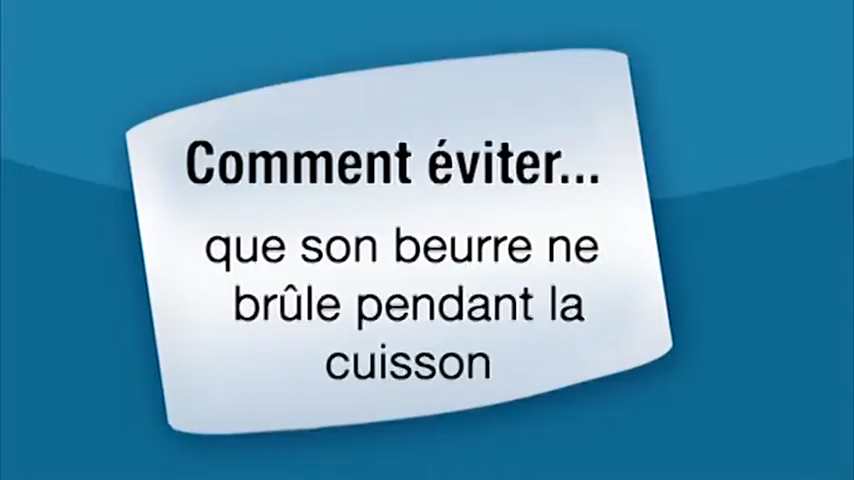 Comment éviter...
que son beurre ne
brûle pendant la
cuisson